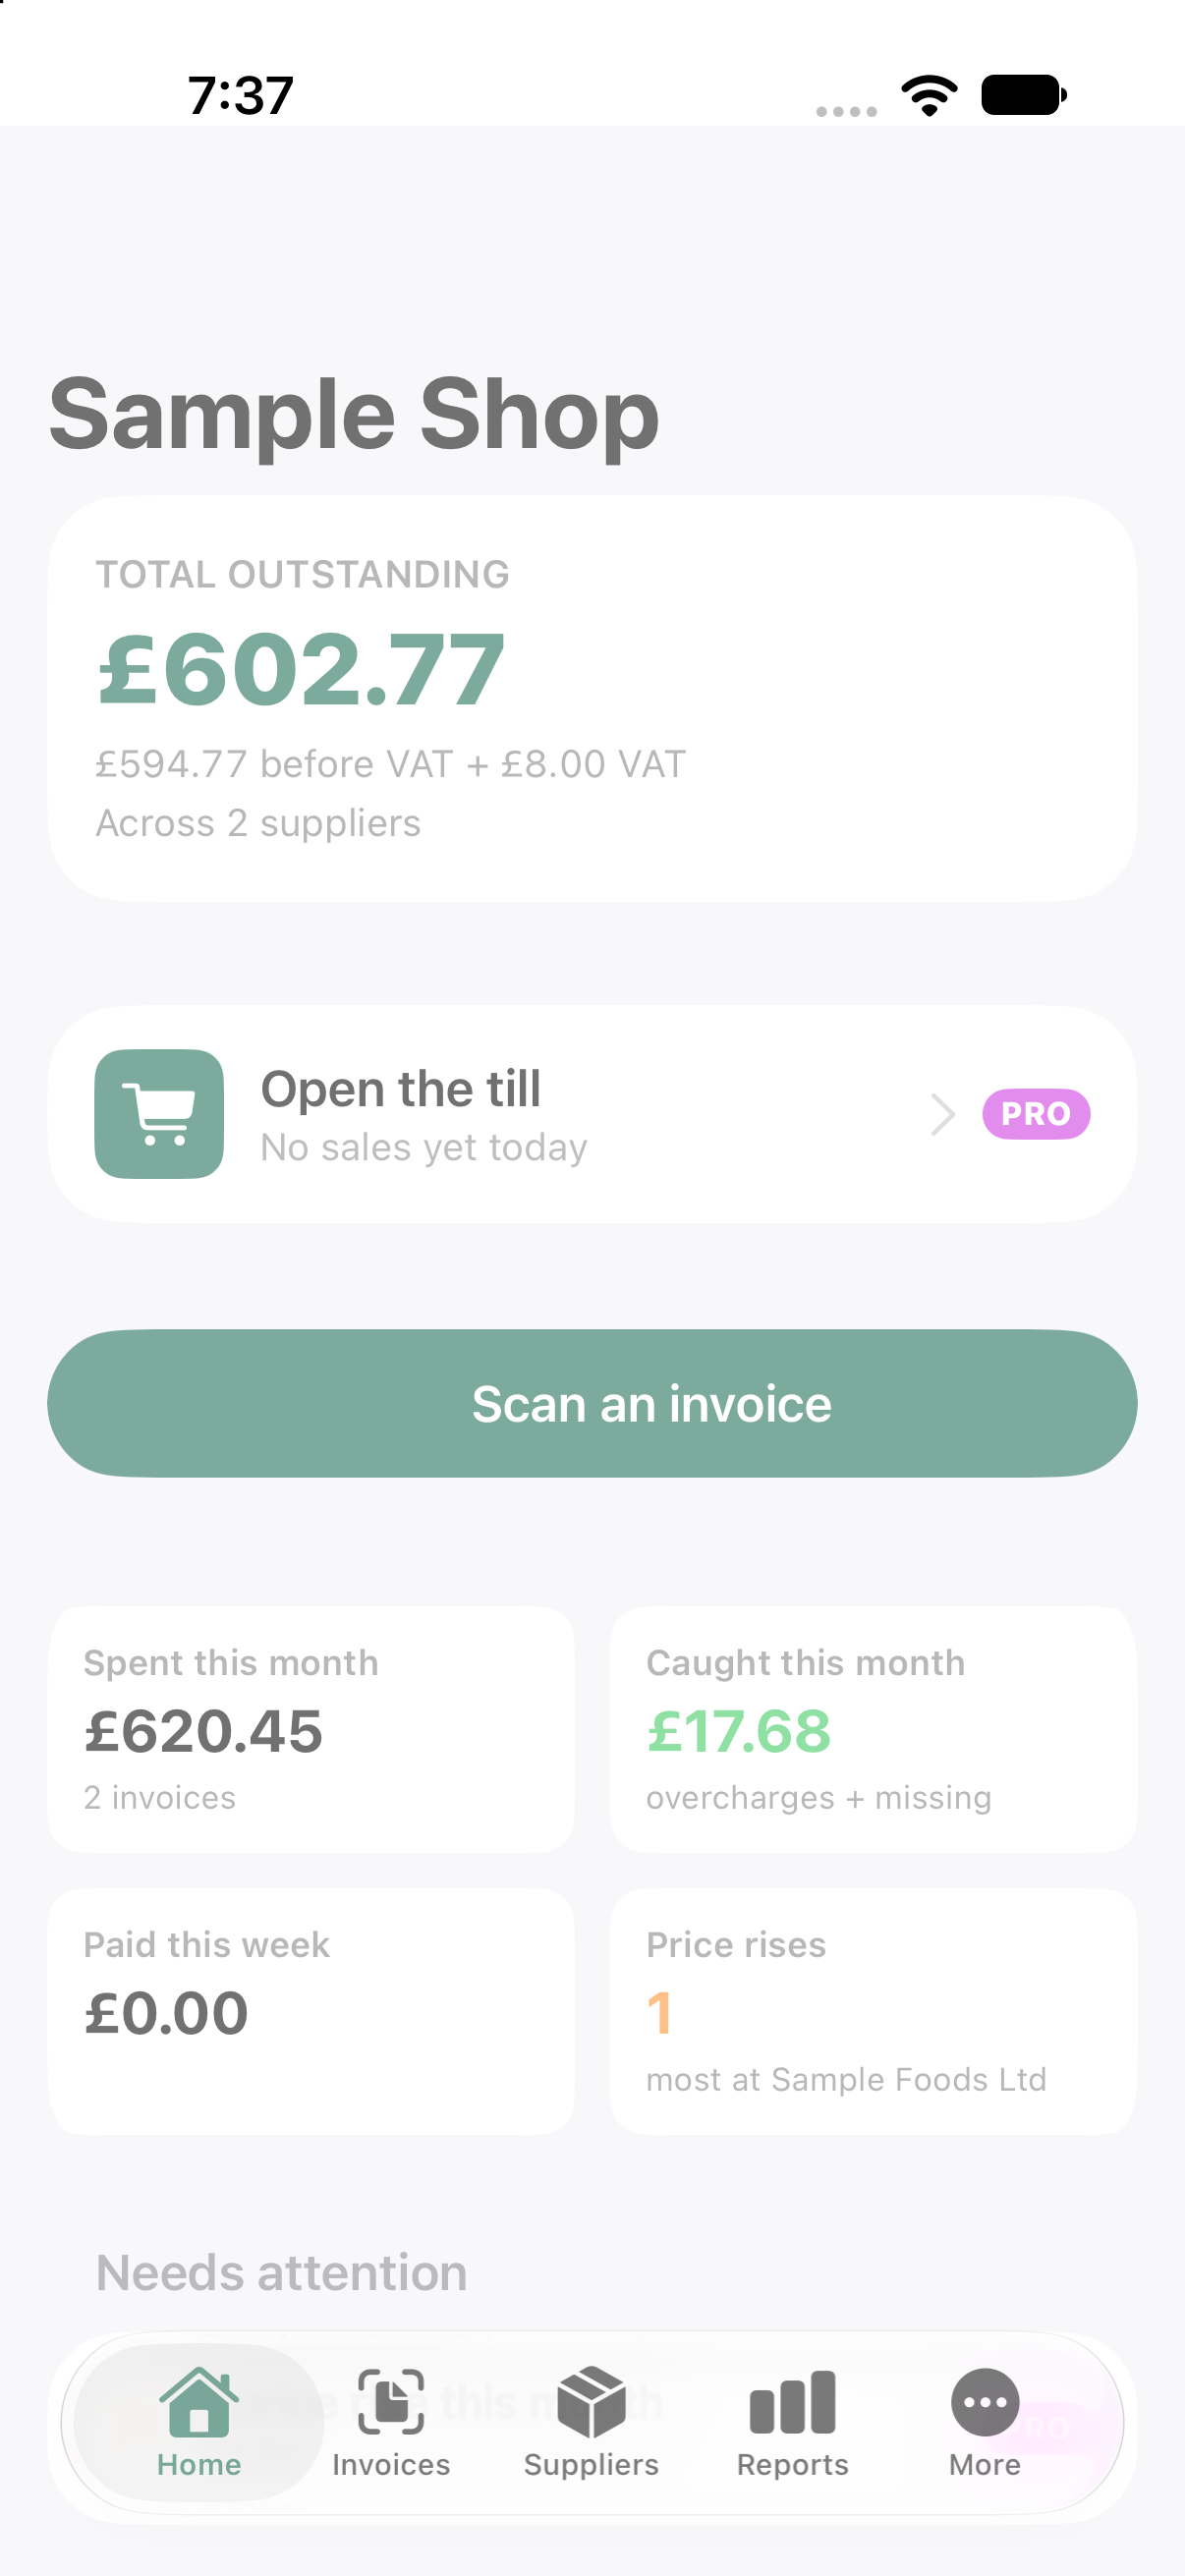 7:37
Sample Shop
TOTAL OUTSTANDING
£602.77
£594.77 before VAT + £8.00 VAT
Across 2 suppliers
Open the till
No sales yet today
PRO
Scan an invoice
Spent this month
£620.45
2 invoices
Caught this month
£17.68
overcharges + missing
Paid this week
£0.00
Price rises
1
most at Sample Foods Ltd
Needs attention
this
Home
Invoices
Suppliers
Reports
More